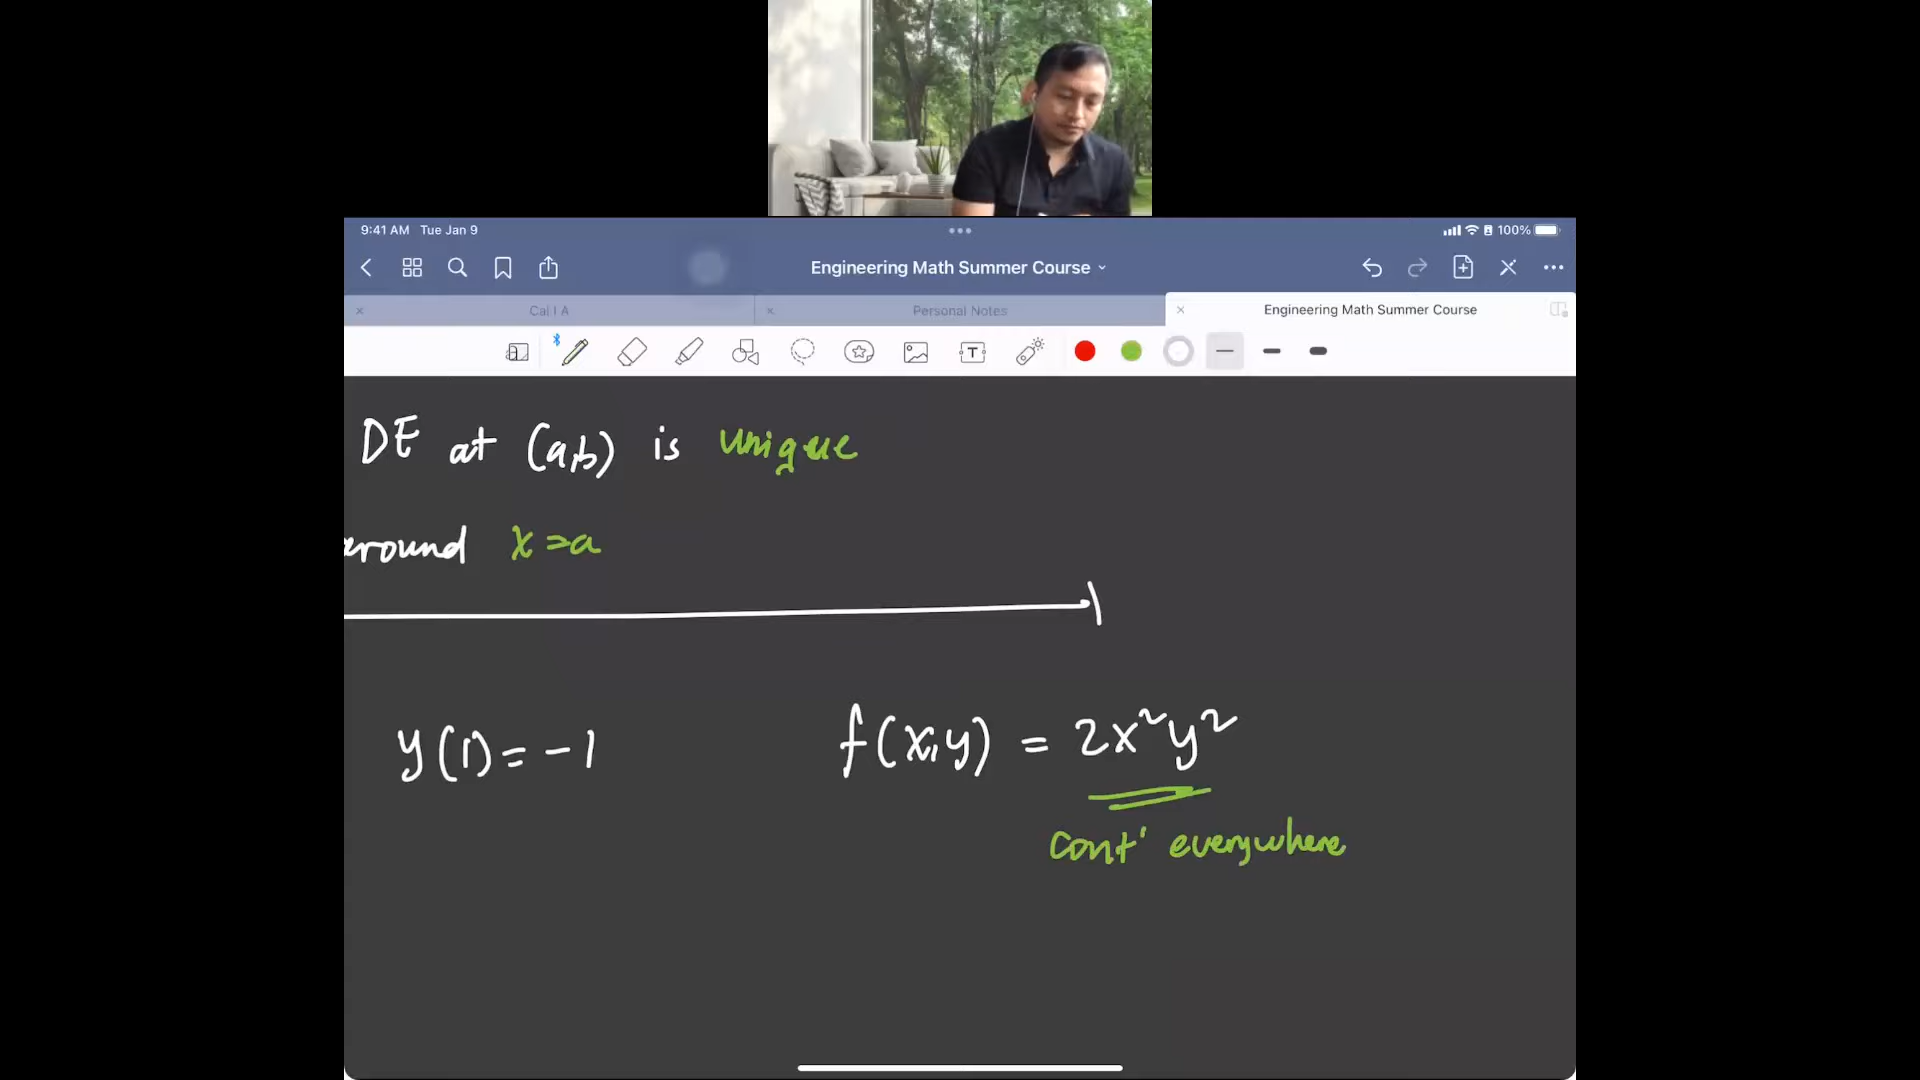 9:41 AM Tue Jan 9
100%
Engineering Math Summer Course
Cal I A
Personal Notes
Engineering Math Summer Course
DE at (a,b) is unique
around x=a
y(1) = -1
f(x,y) = 2x²y²
cont' everywhere